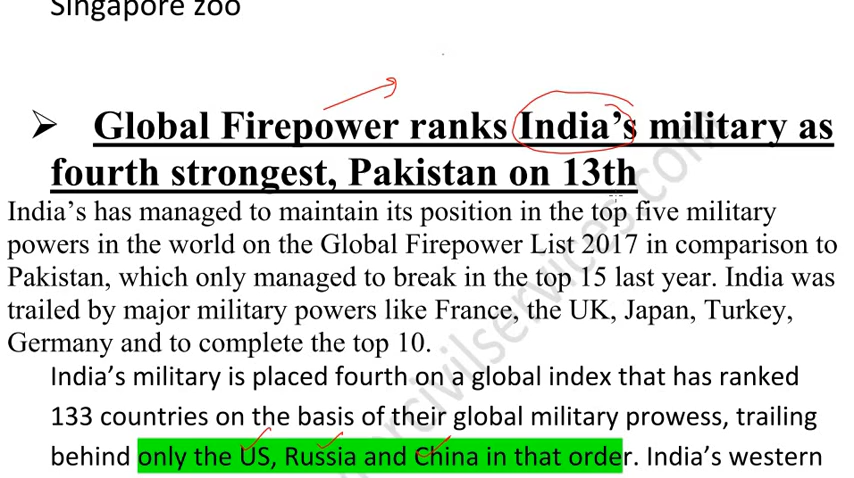 Singapore zoo
➢ Global Firepower ranks India's military as
fourth strongest, Pakistan on 13th
India's has managed to maintain its position in the top five military
powers in the world on the Global Firepower List 2017 in comparison to
Pakistan, which only managed to break in the top 15 last year. India was
trailed by major military powers like France, the UK, Japan, Turkey,
Germany and to complete the top 10.
India's military is placed fourth on a global index that has ranked
133 countries on the basis of their global military prowess, trailing
behind only the US, Russia and China in that order. India's western